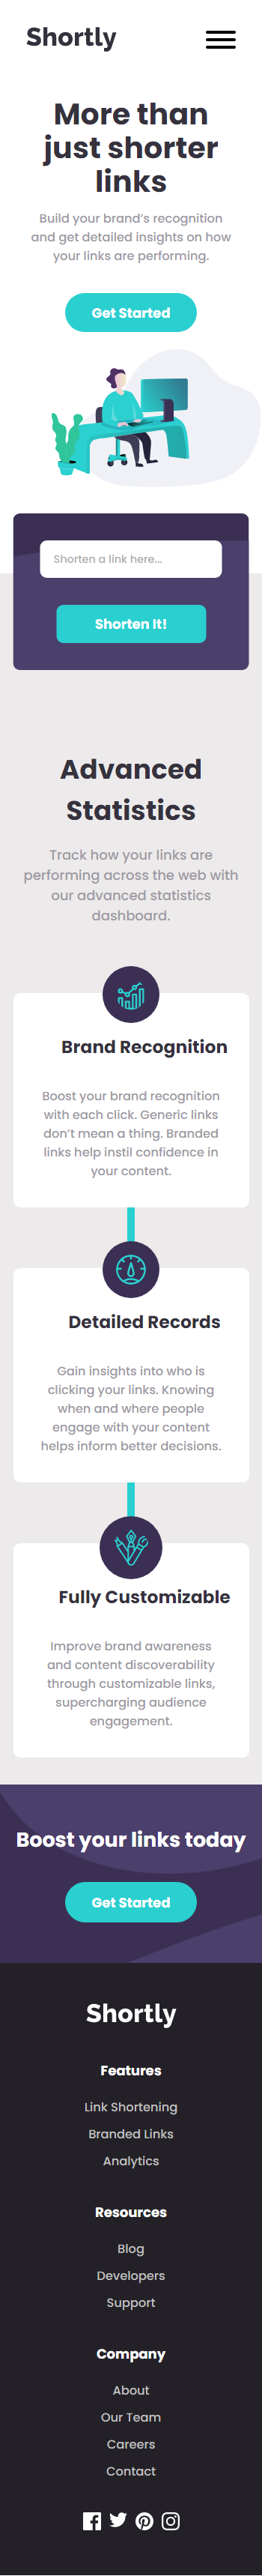 Shortly
More than
just shorter
links
Build your brand's recognition
and get detailed insights on how
your links are performing.
Get Started
Shorten a link here...
Shorten It!
Advanced
Statistics
Track how your links are
performing across the web with
our advanced statistics
dashboard.
Brand Recognition
Boost your brand recognition
with each click. Generic links
don't mean a thing. Branded
links help instil confidence in
your content.
Detailed Records
Gain insights into who is
clicking your links. Knowing
when and where people
engage with your content
helps inform better decisions.
Fully Customizable
Improve brand awareness
and content discoverability
through customizable links,
supercharging audience
engagement.
Boost your links today
Get Started
Shortly
Features
Link Shortening
Branded Links
Analytics
Resources
Blog
Developers
Support
Company
About
Our Team
Careers
Contact